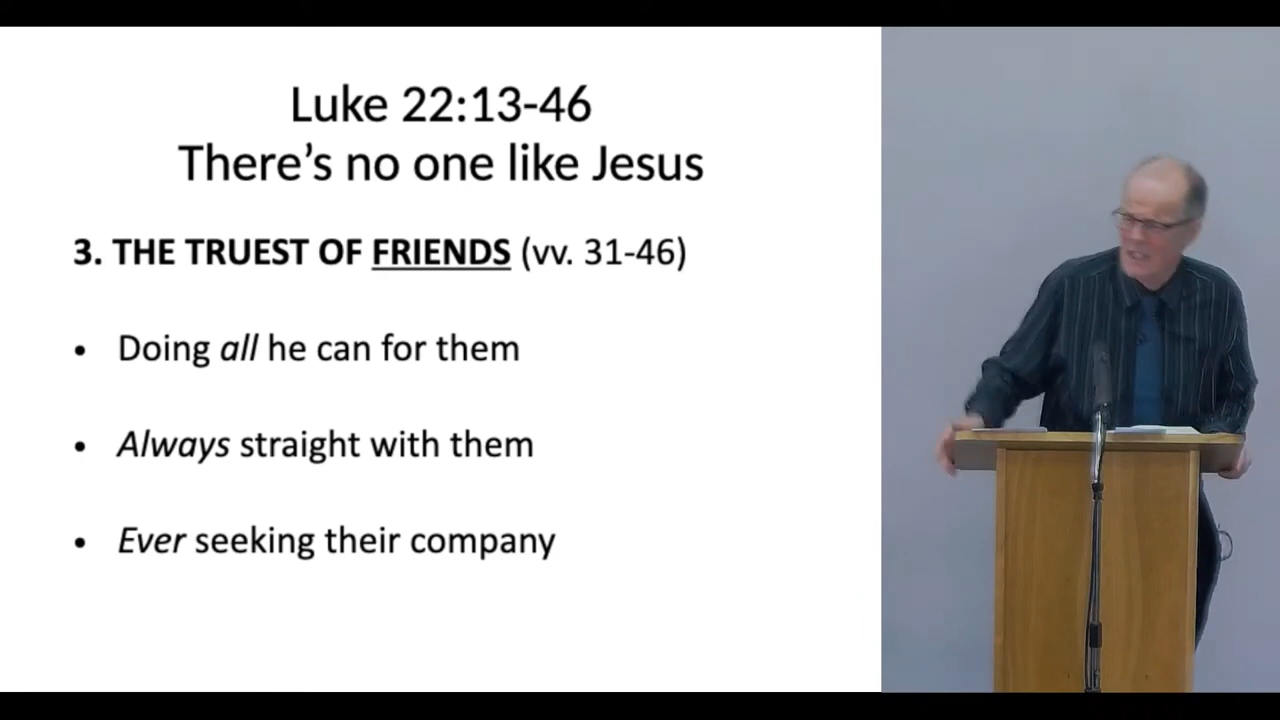 Luke 22:13-46
There’s no one like Jesus
3. THE TRUEST OF FRIENDS (vv. 31-46)
• Doing all he can for them
• Always straight with them
• Ever seeking their company